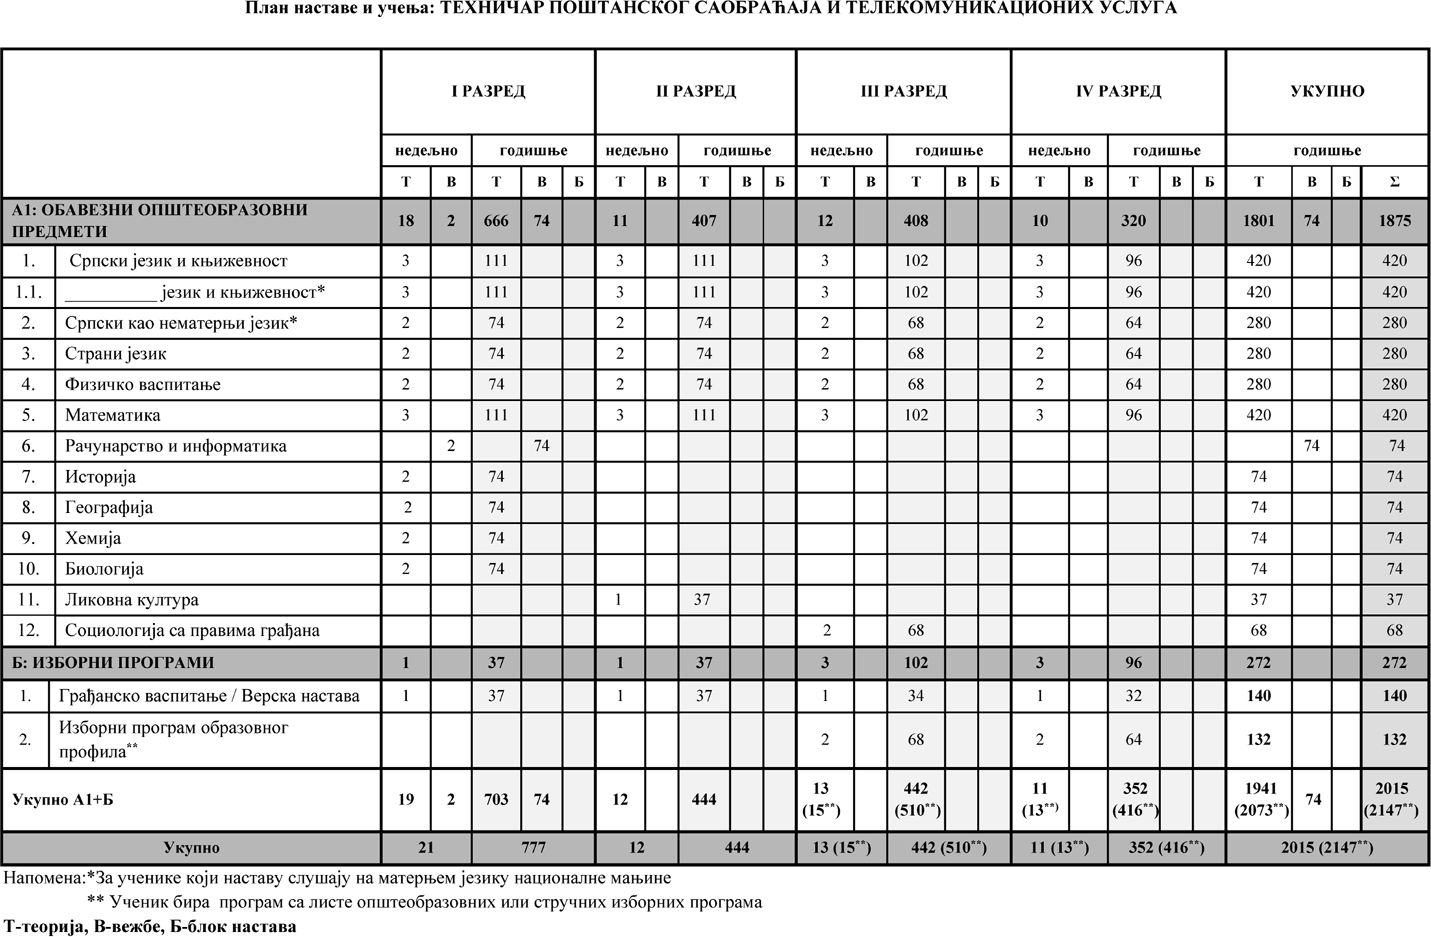 План наставе и учења: ТЕХНИЧАР ПОШТАНСКОГ САОБРАЋАЈА И ТЕЛЕКОМУНИКАЦИОНИХ УСЛУГА
I РАЗРЕД II РАЗРЕД III РАЗРЕД IV РАЗРЕД УКУПНО
недељно годишње недељно годишње недељно годишње недељно годишње годишње
Т В Т В Б Т В Т В Б Т В Т В Б Т В Т В Б Т В Б Σ
А1: ОБАВЕЗНИ ОПШТЕОБРАЗОВНИ
ПРЕДМЕТИ 18 2 666 74 11 407 12 408 10 320 1801 74 1875
1. Српски језик и књижевност 3 111 3 111 3 102 3 96 420 420
1.1. __________ језик и књижевност* 3 111 3 111 3 102 3 96 420 420
2. Српски као нематерњи језик* 2 74 2 74 2 68 2 64 280 280
3. Страни језик 2 74 2 74 2 68 2 64 280 280
4. Физичко васпитање 2 74 2 74 2 68 2 64 280 280
5. Математика 3 111 3 111 3 102 3 96 420 420
6. Рачунарство и информатика 2 74 74 74
7. Историја 2 74 74 74
8. Географија 2 74 74 74
9. Хемија 2 74 74 74
10. Биологија 2 74 74 74
11. Ликовна култура 1 37 37 37
12. Социологија са правима грађана 2 68 68 68
Б: ИЗБОРНИ ПРОГРАМИ 1 37 1 37 3 102 3 96 272 272
1. Грађанско васпитање / Верска настава 1 37 1 37 1 34 1 32 140 140
2. Изборни програм образовног
профила** 2 68 2 64 132 132
Укупно А1+Б 19 2 703 74 12 444 13 442 11 352 1941 74 2015
(15**) (510**) (13**) (416**) (2073**) (2147**)
Укупно 21 777 12 444 13 (15**) 442 (510**) 11 (13**) 352 (416**) 2015 (2147**)
Напомена:*За ученике који наставу слушају на матерњем језику националне мањине
** Ученик бира програм са листе општеобразовних или стручних изборних програма
Т-теорија, В-вежбе, Б-блок настава